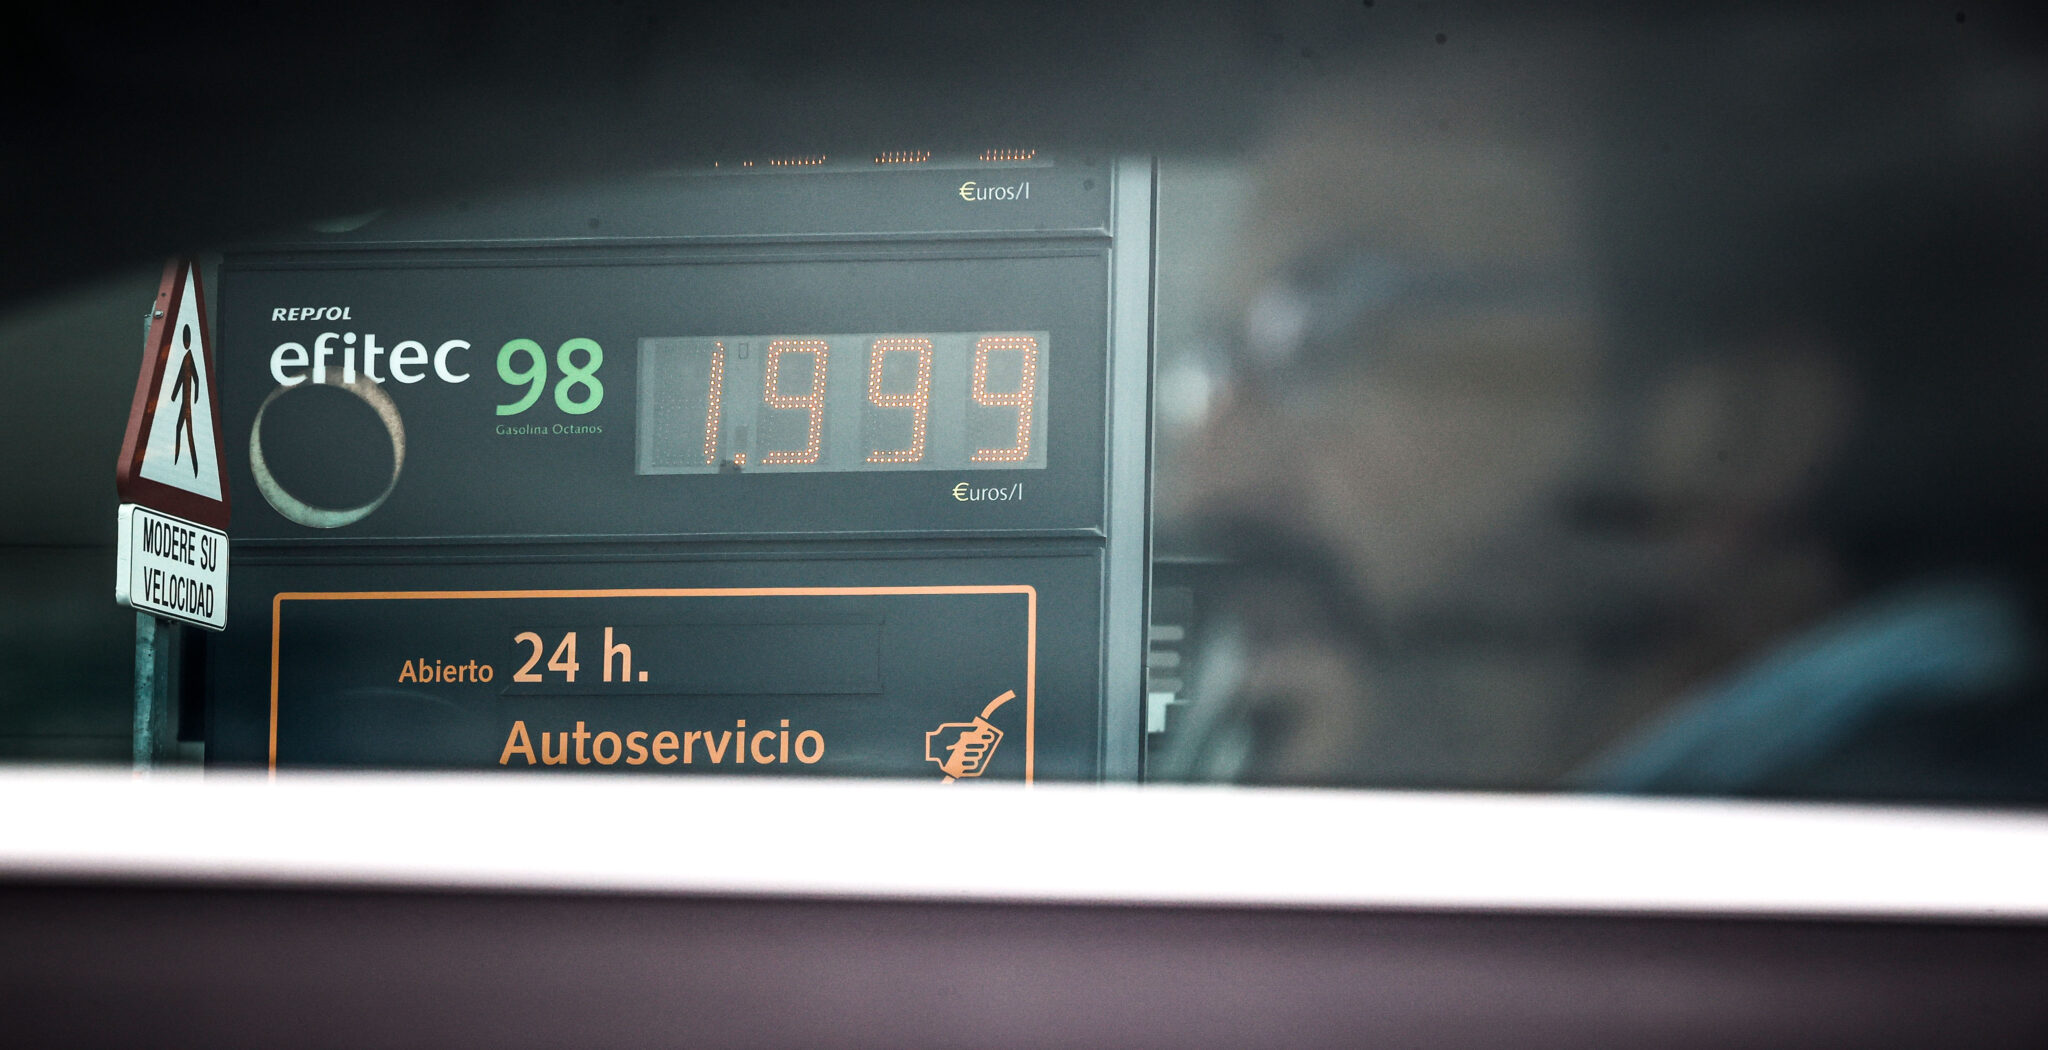 €uros/l
REPSOL
efitec 98
Gasolina Octanos
1.999
€uros/l
MODERE SU
VELOCIDAD
Abierto 24 h.
Autoservicio